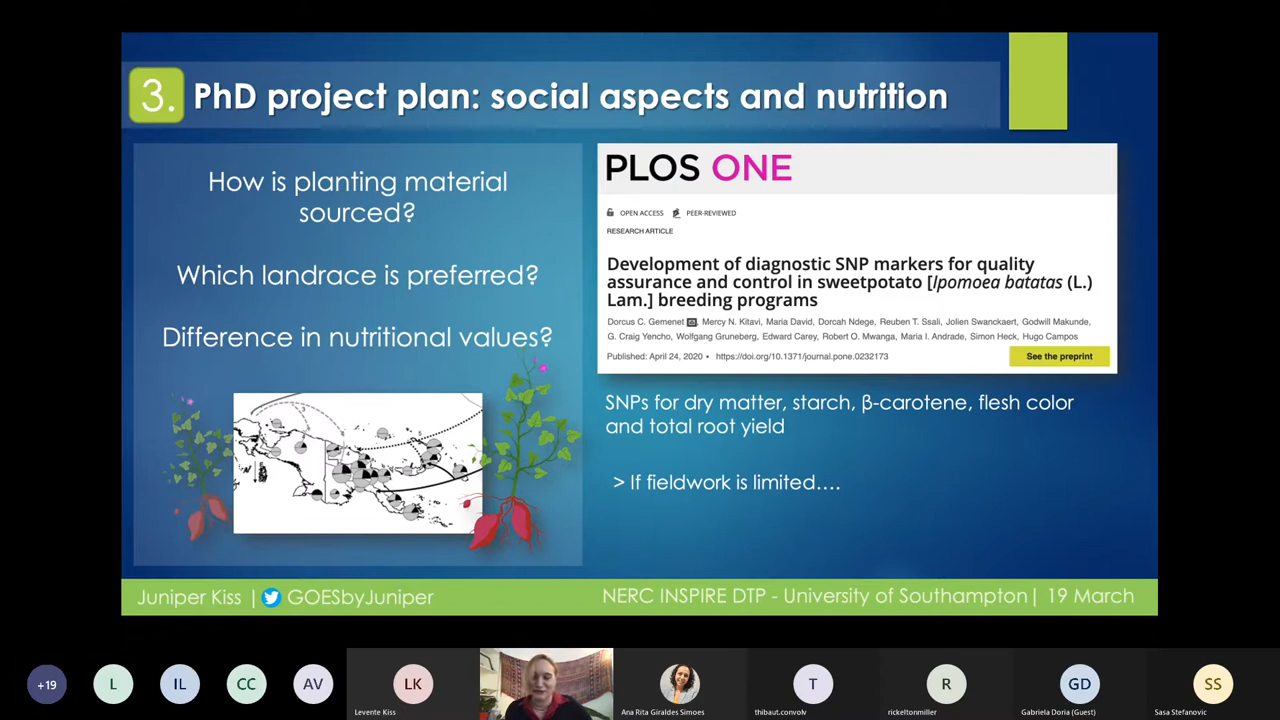 3. PhD project plan: social aspects and nutrition
How is planting material
sourced?
Which landrace is preferred?
Difference in nutritional values?
PLOS ONE
OPEN ACCESS PEER-REVIEWED
RESEARCH ARTICLE
Development of diagnostic SNP markers for quality
assurance and control in sweetpotato [Ipomoea batatas (L.)
Lam.] breeding programs
Dorcus C. Gemenet, Mercy N. Kitavi, Maria David, Dorcah Ndege, Reuben T. Ssali, Jolien Swanckaert, Godwill Makunde,
G. Craig Yencho, Wolfgang Gruneberg, Edward Carey, Robert O. Mwanga, Maria I. Andrade, Simon Heck, Hugo Campos
Published: April 24, 2020 • https://doi.org/10.1371/journal.pone.0232173
See the preprint
SNPs for dry matter, starch, β-carotene, flesh color
and total root yield
> If fieldwork is limited....
Juniper Kiss | GOESbyJuniper
NERC INSPIRE DTP - University of Southampton| 19 March
+19
L
IL
CC
AV
LK
Levente Kiss
Ana Rita Giraldes Simoes
T
thibaut.convolv
R
rickeltonmiller
GD
Gabriela Doria (Guest)
SS
Sasa Stefanovic